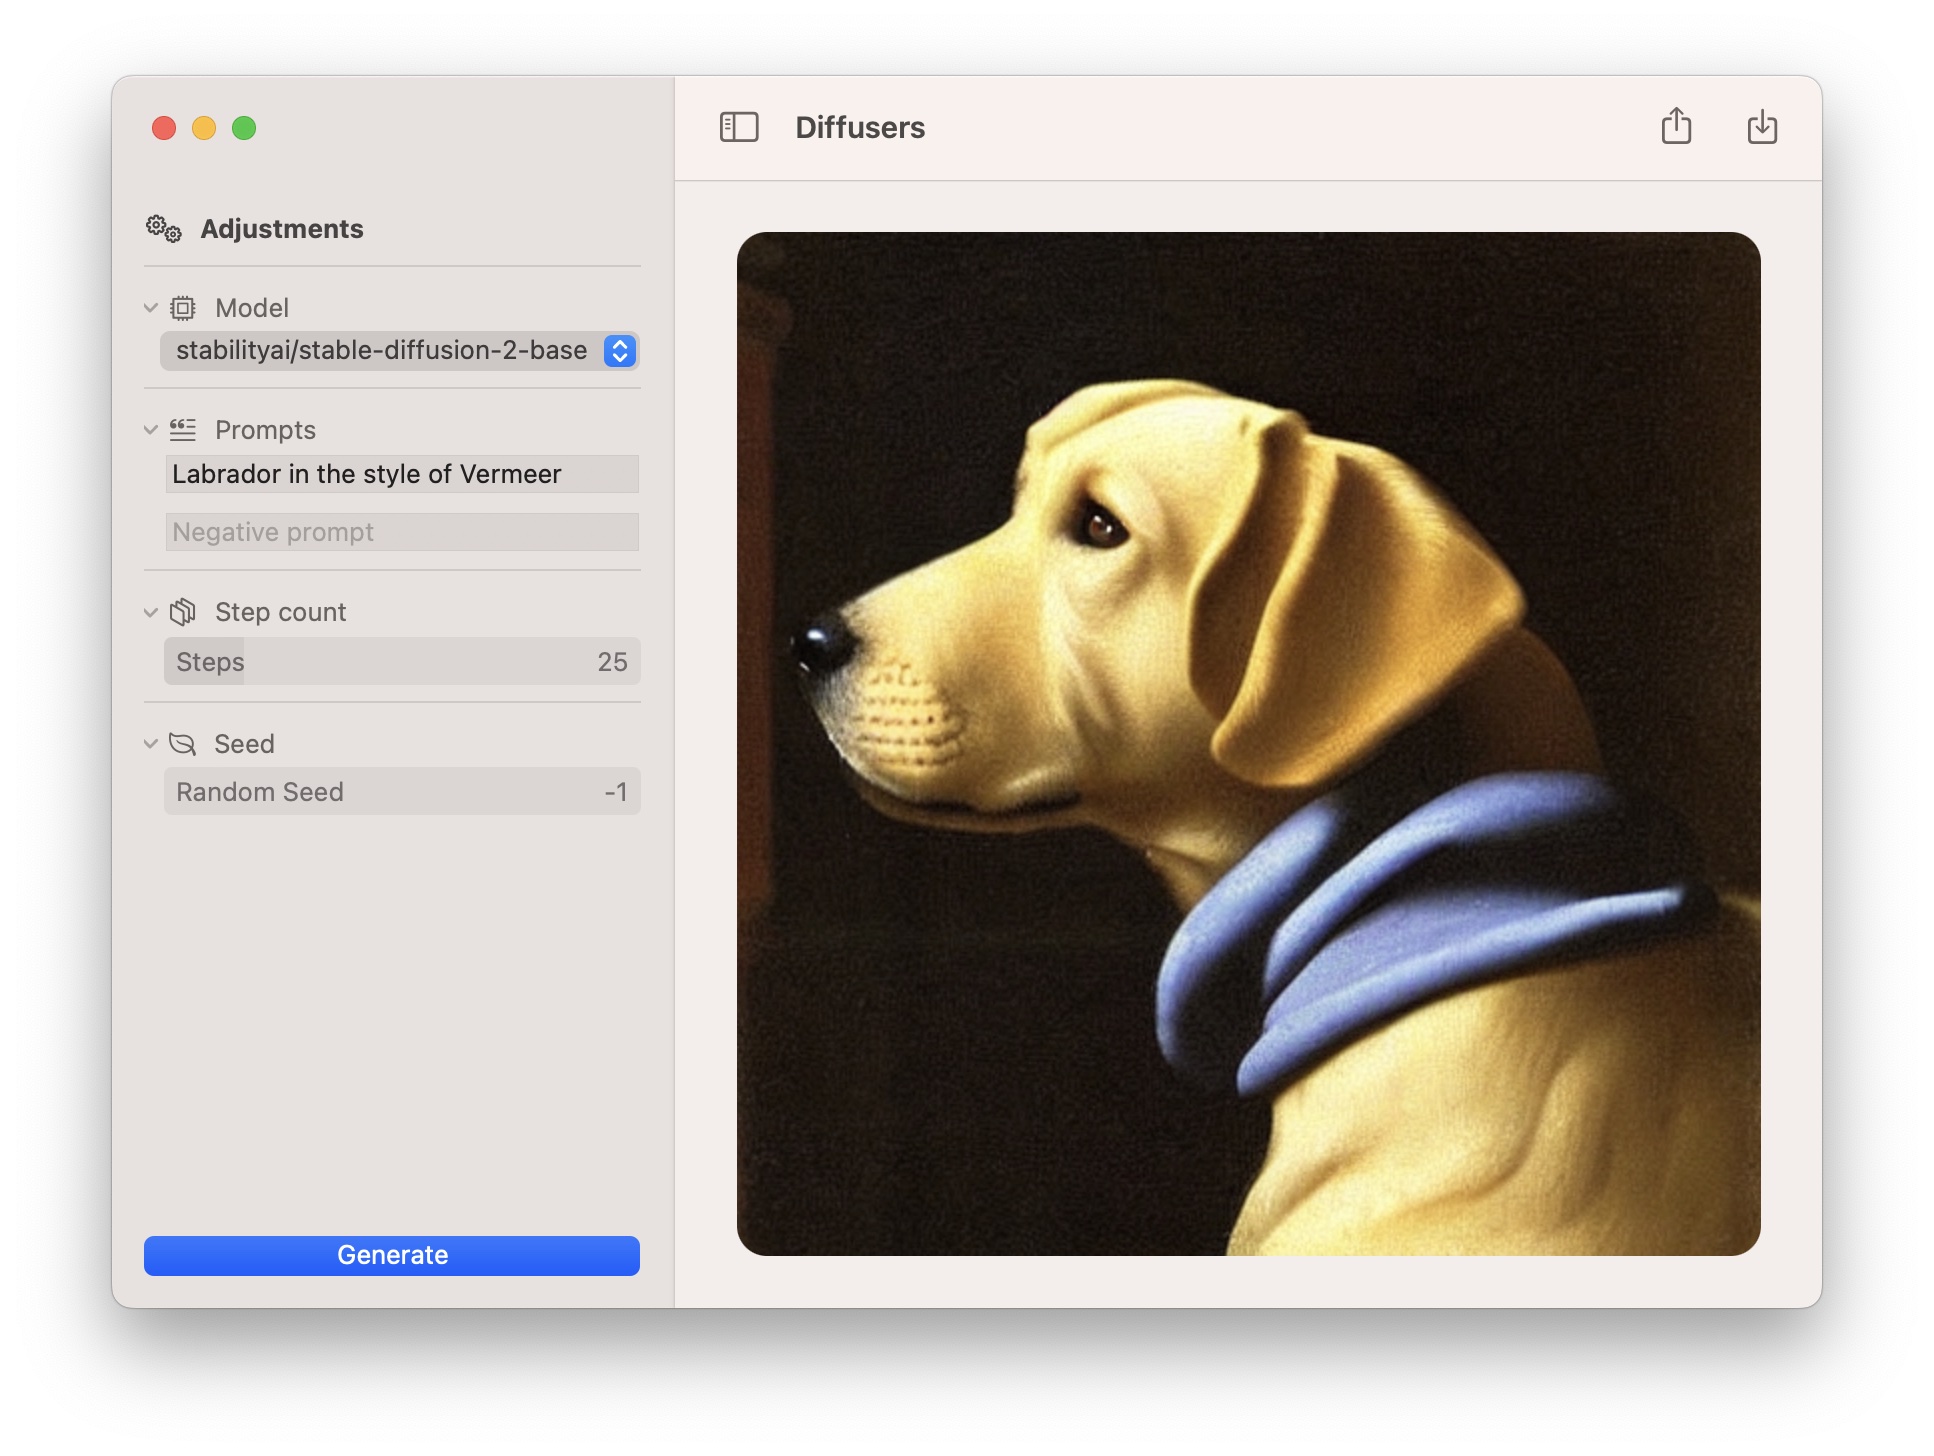 Diffusers
Adjustments
Model
stabilityai/stable-diffusion-2-base
Prompts
Labrador in the style of Vermeer
Negative prompt
Step count
Steps 25
Seed
Random Seed -1
Generate